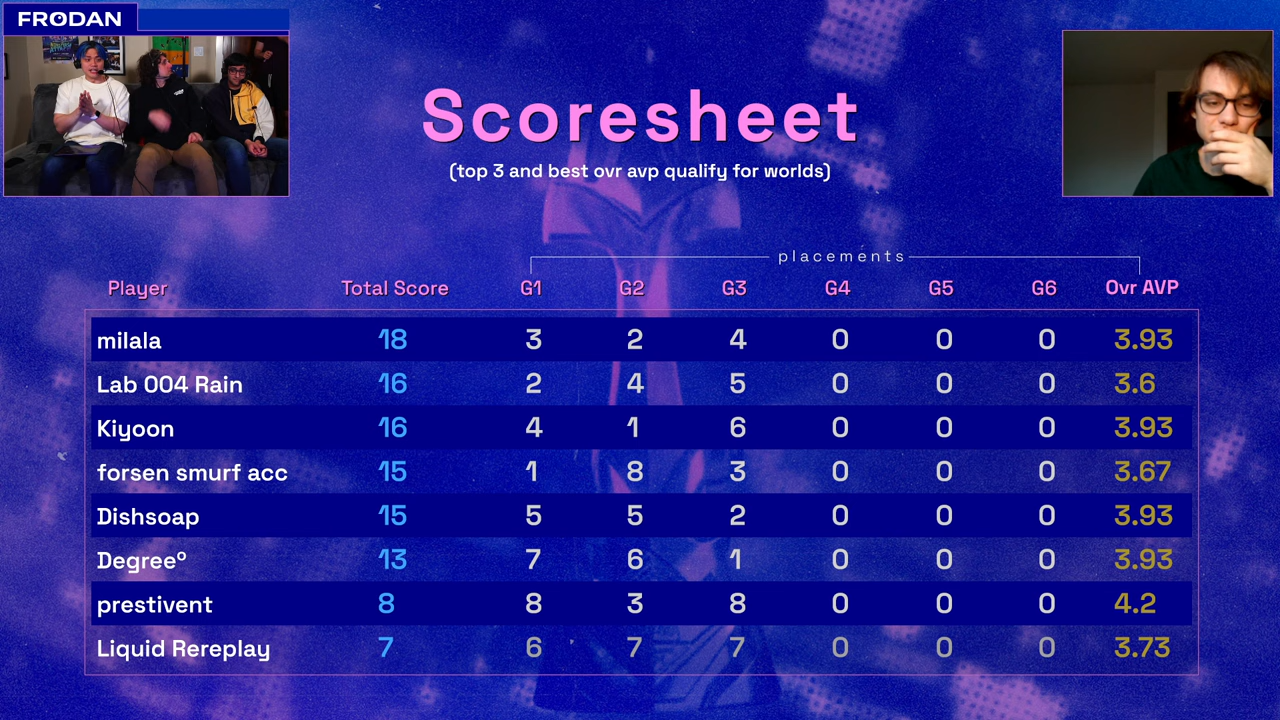 FRODAN
Scoresheet
(top 3 and best ovr avp qualify for worlds)
placements
Player Total Score G1 G2 G3 G4 G5 G6 Ovr AVP
milala 18 3 2 4 0 0 0 3.93
Lab 004 Rain 16 2 4 5 0 0 0 3.6
Kiyoon 16 4 1 6 0 0 0 3.93
forsen smurf acc 15 1 8 3 0 0 0 3.67
Dishsoap 15 5 5 2 0 0 0 3.93
Degreeº 13 7 6 1 0 0 0 3.93
prestivent 8 8 3 8 0 0 0 4.2
Liquid Rereplay 7 6 7 7 0 0 0 3.73